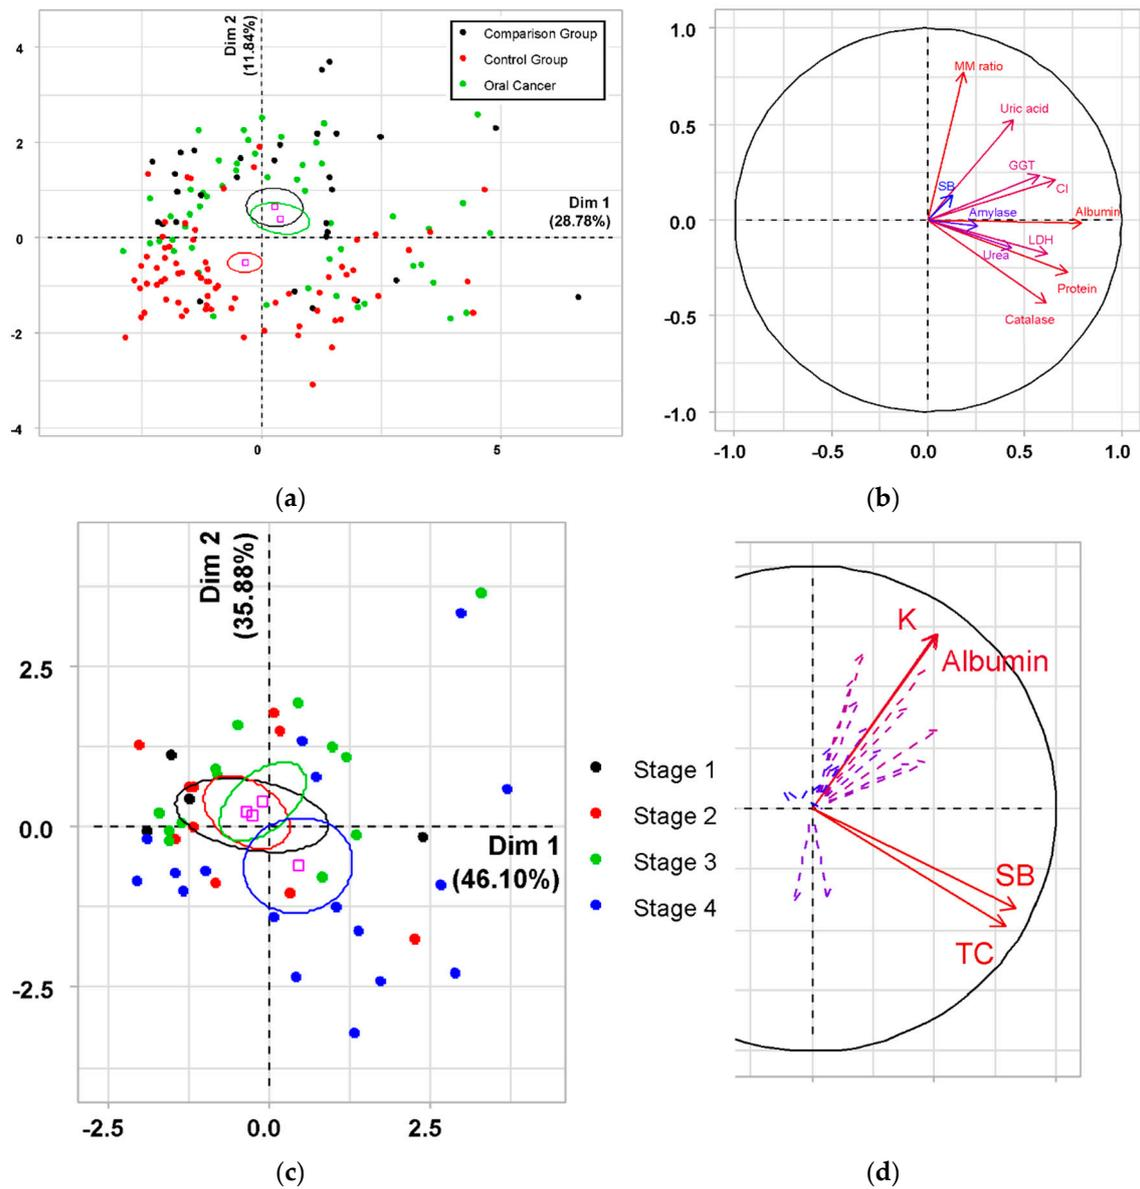 Dim 2
(11.84%)
Comparison Group
Control Group
Oral Cancer
4
2
0
-2
-4
Dim 1
(28.78%)
0
5
(a)
1.0
0.5
0.0
-0.5
-1.0
MM ratio
Uric acid
GGT
CI
SB
Albumin
Amylase
LDH
Urea
Protein
Catalase
-1.0
-0.5
0.0
0.5
1.0
(b)
Dim 2
(35.88%)
2.5
0.0
-2.5
Dim 1
(46.10%)
-2.5
0.0
2.5
Stage 1
Stage 2
Stage 3
Stage 4
(c)
K
Albumin
SB
TC
(d)